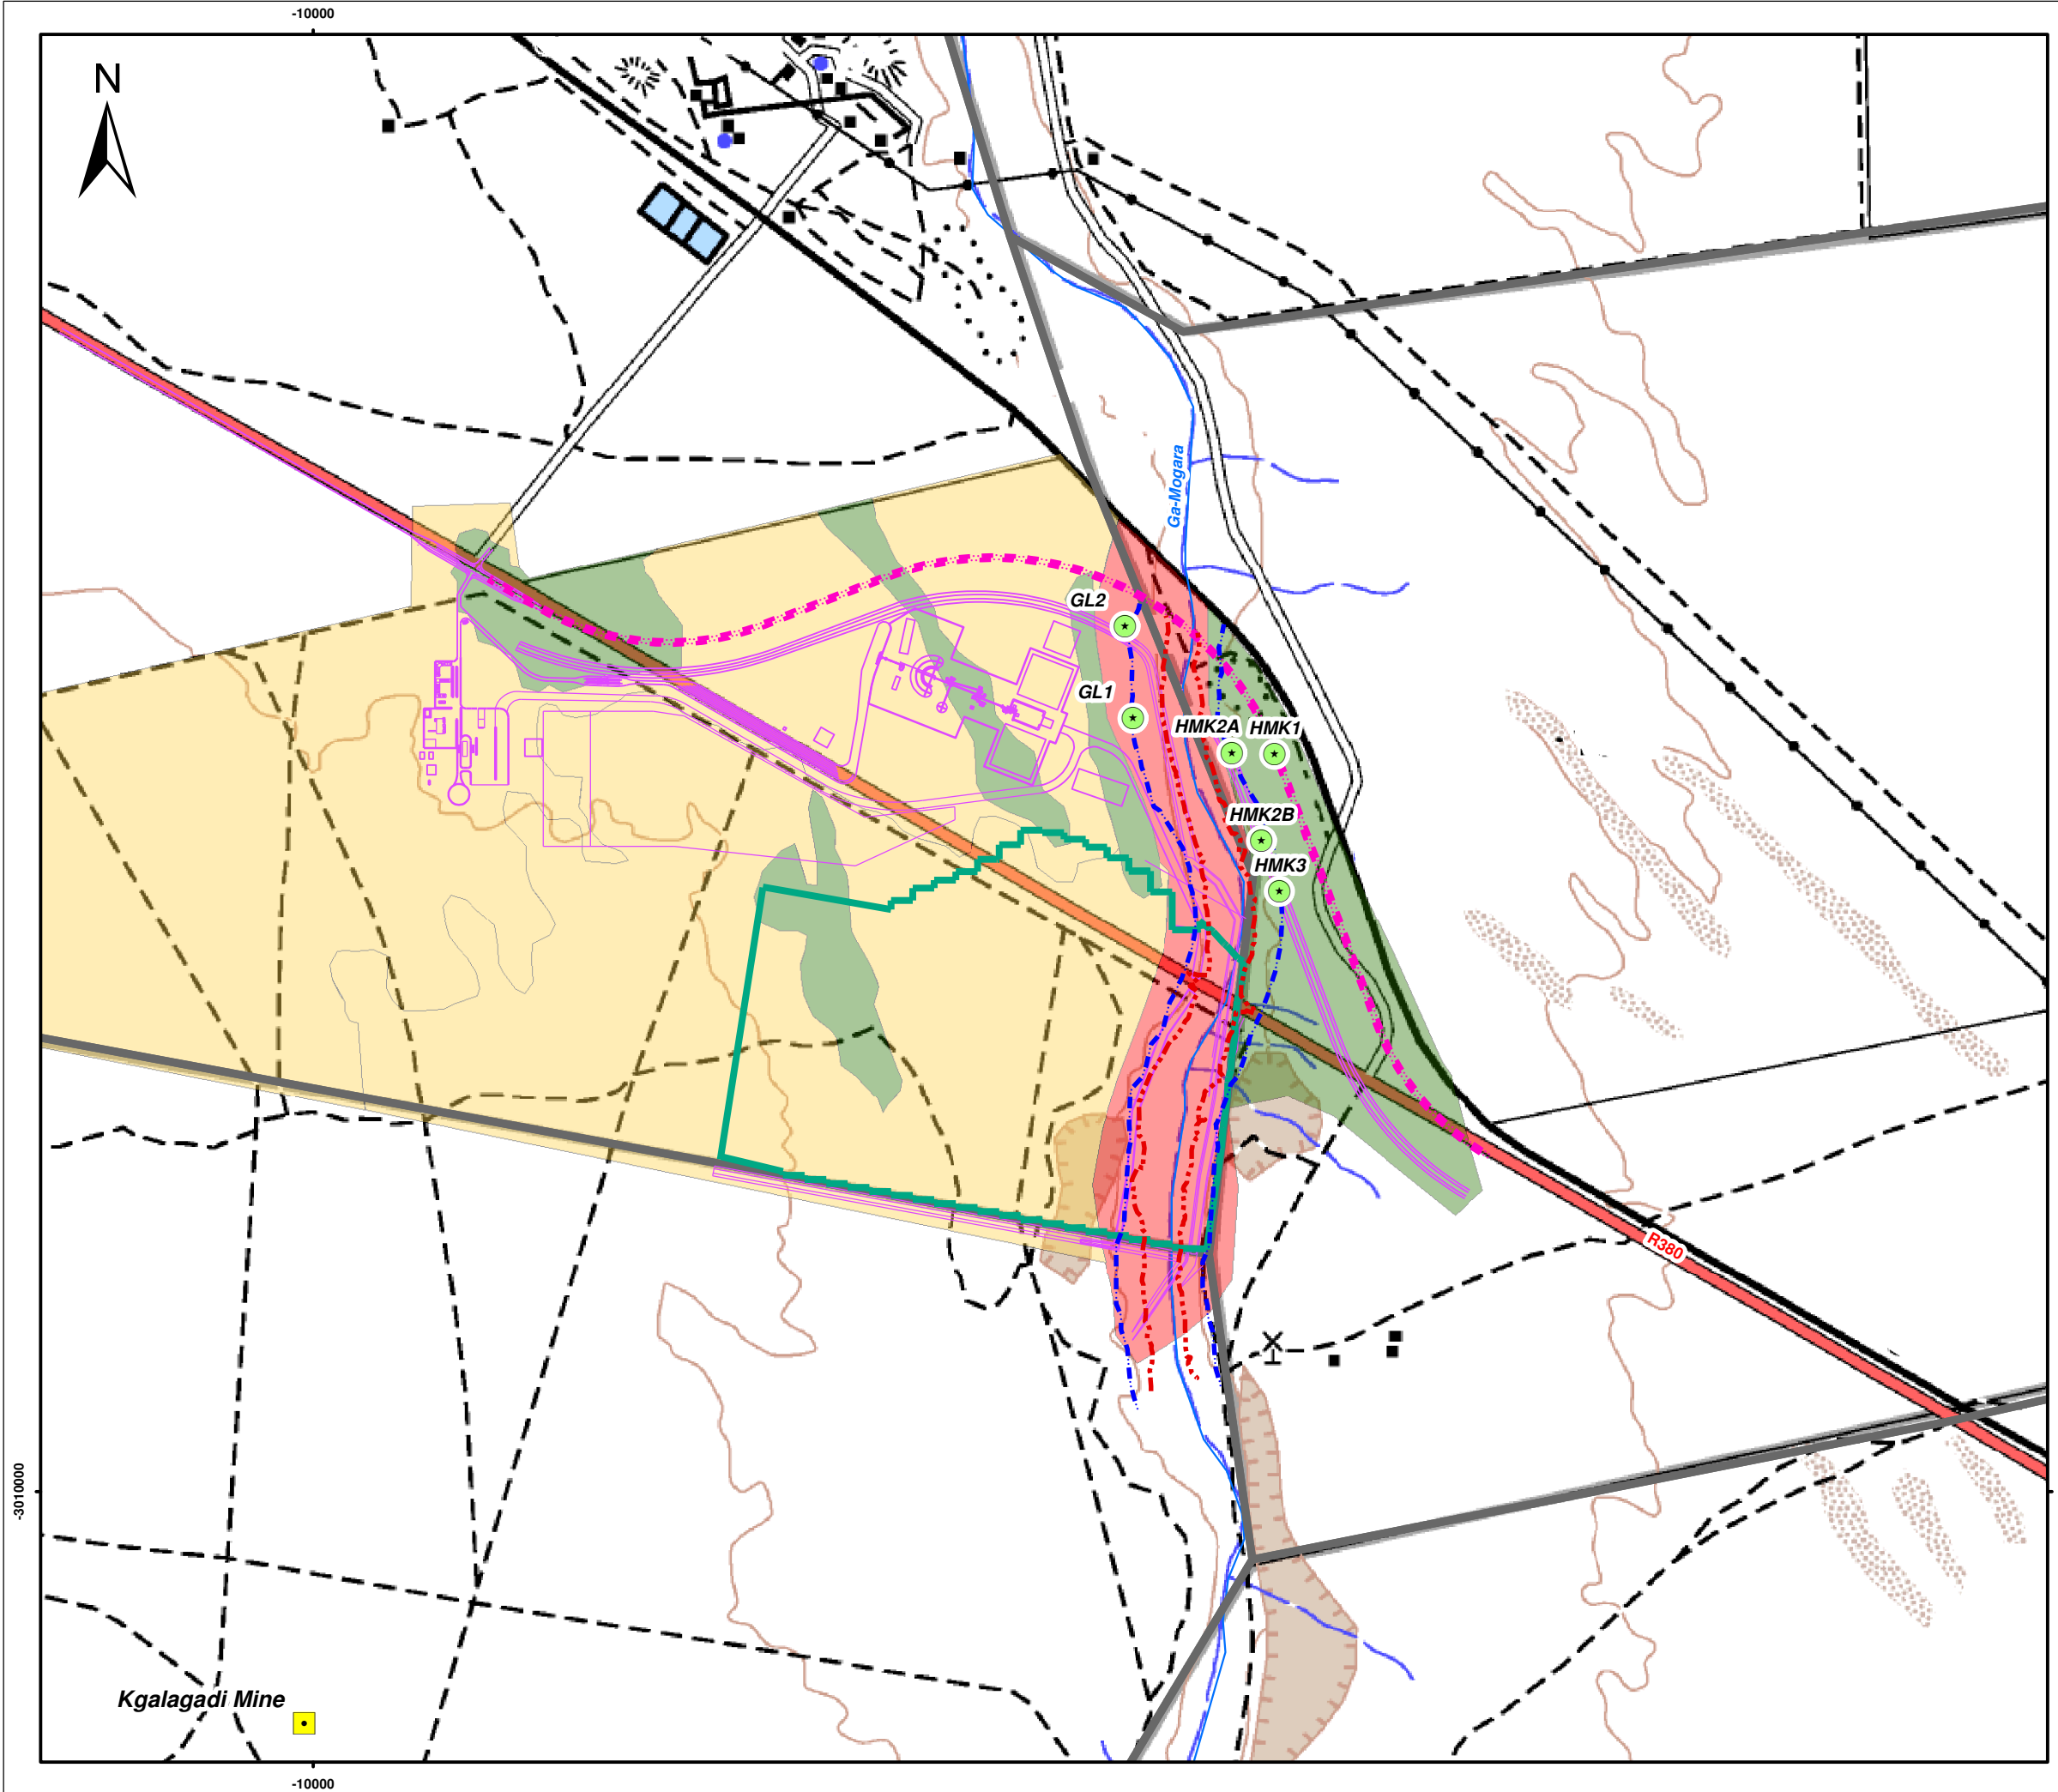 -10000
N
Ga-Mogara
GL2
GL1
HMK2A
HMK1
HMK2B
HMK3
R380
-3010000
Kgalagadi Mine
-10000